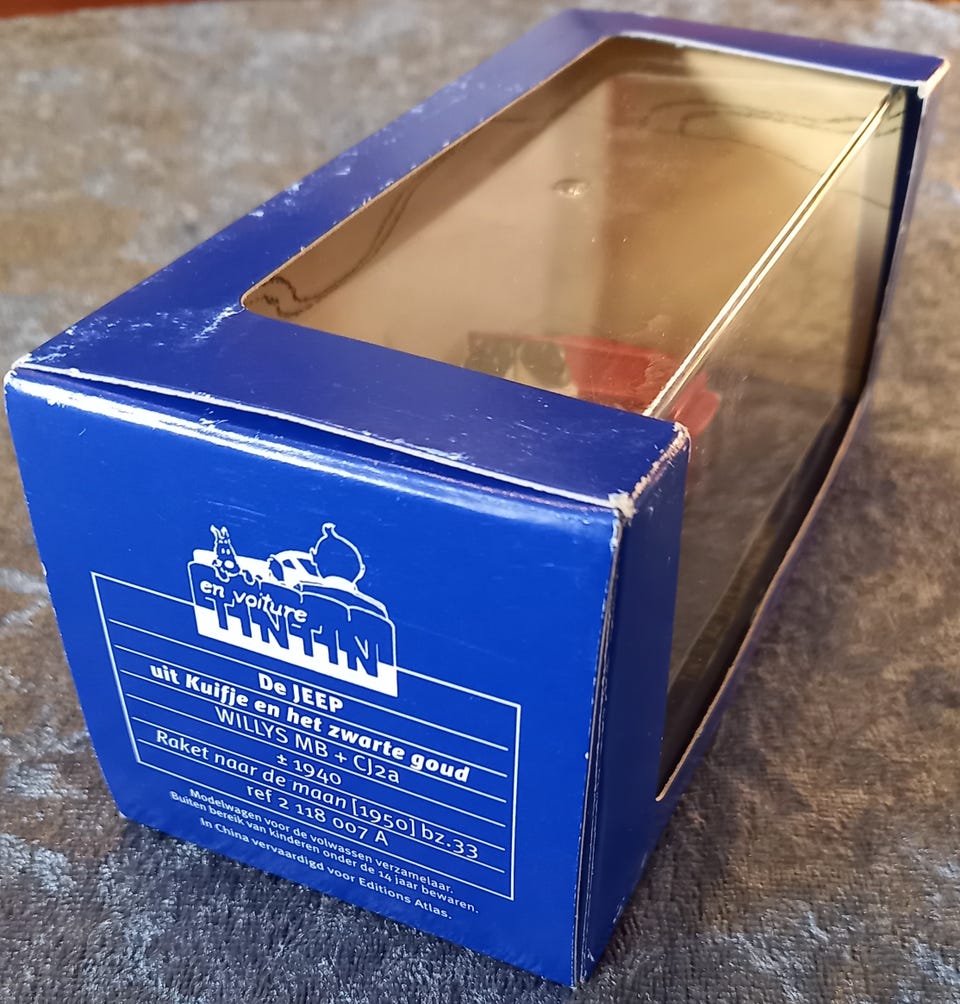 en voiture
TINTIN
De JEEP
uit Kuifje en het zwarte goud
WILLYS MB + CJ2a
± 1940
Raket naar de maan [1950] bz.33
ref 2 118 007 A
Modelwagen voor de volwassen verzamelaar.
Buiten bereik van kinderen onder de 14 jaar bewaren.
In China vervaardigd voor Editions Atlas.